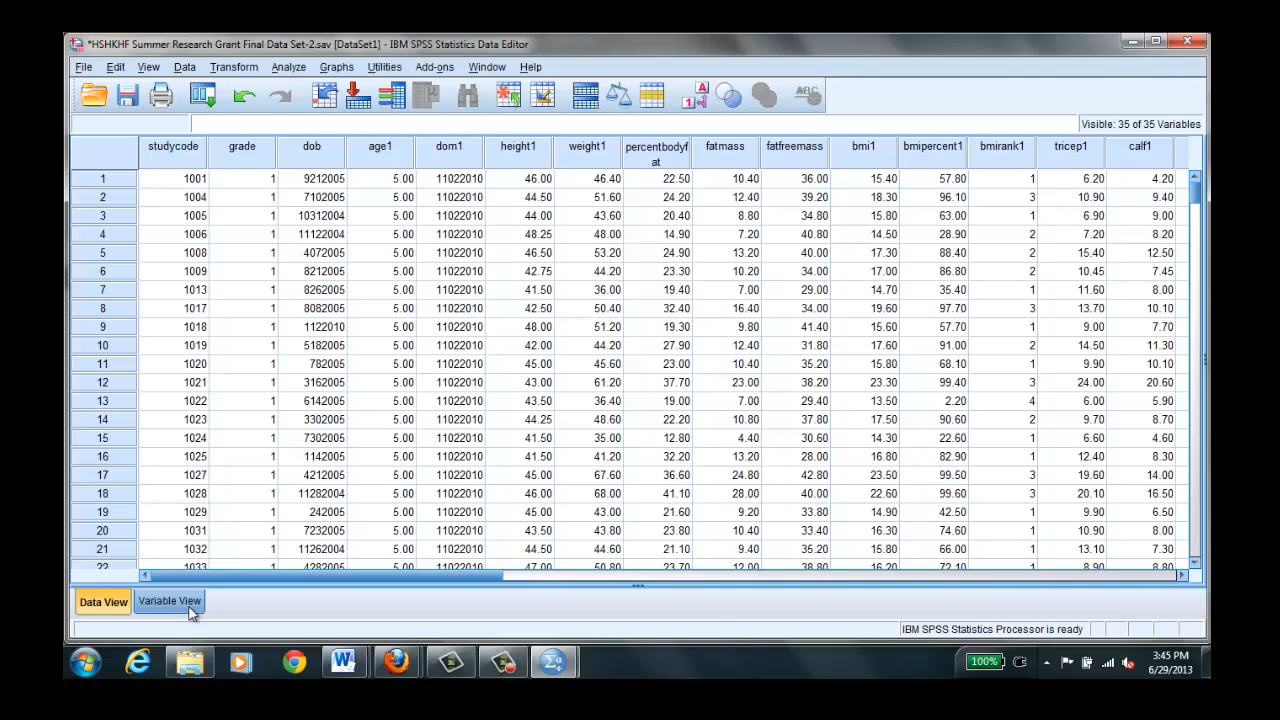 *HSHKHF Summer Research Grant Final Data Set-2.sav [DataSet1] - IBM SPSS Statistics Data Editor
File Edit View Data Transform Analyze Graphs Utilities Add-ons Window Help
Visible: 35 of 35 Variables
studycode grade dob age1 dom1 height1 weight1 percentbodyfat fatmass fatfreemass bmi1 bmipercent1 bmirank1 tricep1 calf1
1 1001 1 9212005 5.00 11022010 46.00 46.40 22.50 10.40 36.00 15.40 57.80 1 6.20 4.20
2 1004 1 7102005 5.00 11022010 44.50 51.60 24.20 12.40 39.20 18.30 96.10 3 10.90 9.40
3 1005 1 10312004 5.00 11022010 44.00 43.60 20.40 8.80 34.80 15.80 63.00 1 6.90 9.00
4 1006 1 11122004 5.00 11022010 48.25 48.00 14.90 7.20 40.80 14.50 28.90 2 7.20 8.20
5 1008 1 4072005 5.00 11022010 46.50 53.20 24.90 13.20 40.00 17.30 88.40 2 15.40 12.50
6 1009 1 8212005 5.00 11022010 42.75 44.20 23.30 10.20 34.00 17.00 86.80 2 10.45 7.45
7 1013 1 8262005 5.00 11022010 41.50 36.00 19.40 7.00 29.00 14.70 35.40 1 11.60 8.00
8 1017 1 8082005 5.00 11022010 42.50 50.40 32.40 16.40 34.00 19.60 97.70 3 13.70 10.10
9 1018 1 1122010 5.00 11022010 48.00 51.20 19.30 9.80 41.40 15.60 57.70 1 9.00 7.70
10 1019 1 5182005 5.00 11022010 42.00 44.20 27.90 12.40 31.80 17.60 91.00 2 14.50 11.30
11 1020 1 782005 5.00 11022010 45.00 45.60 23.00 10.40 35.20 15.80 68.10 1 9.90 10.10
12 1021 1 3162005 5.00 11022010 43.00 61.20 37.70 23.00 38.20 23.30 99.40 3 24.00 20.60
13 1022 1 6142005 5.00 11022010 43.50 36.40 19.00 7.00 29.40 13.50 2.20 4 6.00 5.90
14 1023 1 3302005 5.00 11022010 44.25 48.60 22.20 10.80 37.80 17.50 90.60 2 9.70 8.70
15 1024 1 7302005 5.00 11022010 41.50 35.00 12.80 4.40 30.60 14.30 22.60 1 6.60 4.60
16 1025 1 1142005 5.00 11022010 41.50 41.20 32.20 13.20 28.00 16.80 82.90 1 12.40 8.30
17 1027 1 4212005 5.00 11022010 45.00 67.60 36.60 24.80 42.80 23.50 99.50 3 19.60 14.00
18 1028 1 11282004 5.00 11022010 46.00 68.00 41.10 28.00 40.00 22.60 99.60 3 20.10 16.50
19 1029 1 242005 5.00 11022010 45.00 43.00 21.60 9.20 33.80 14.90 42.50 1 9.90 6.50
20 1031 1 7232005 5.00 11022010 43.50 43.80 23.80 10.40 33.40 16.30 74.60 1 10.90 8.00
21 1032 1 11262004 5.00 11022010 44.50 44.60 21.10 9.40 35.20 15.80 66.00 1 13.10 7.30
22 1033 1 4282005 5.00 11022010 47.00 50.80 23.70 12.00 38.80 16.20 72.10 1 8.90 8.80
Data View Variable View
IBM SPSS Statistics Processor is ready
100% 3:45 PM
6/29/2013